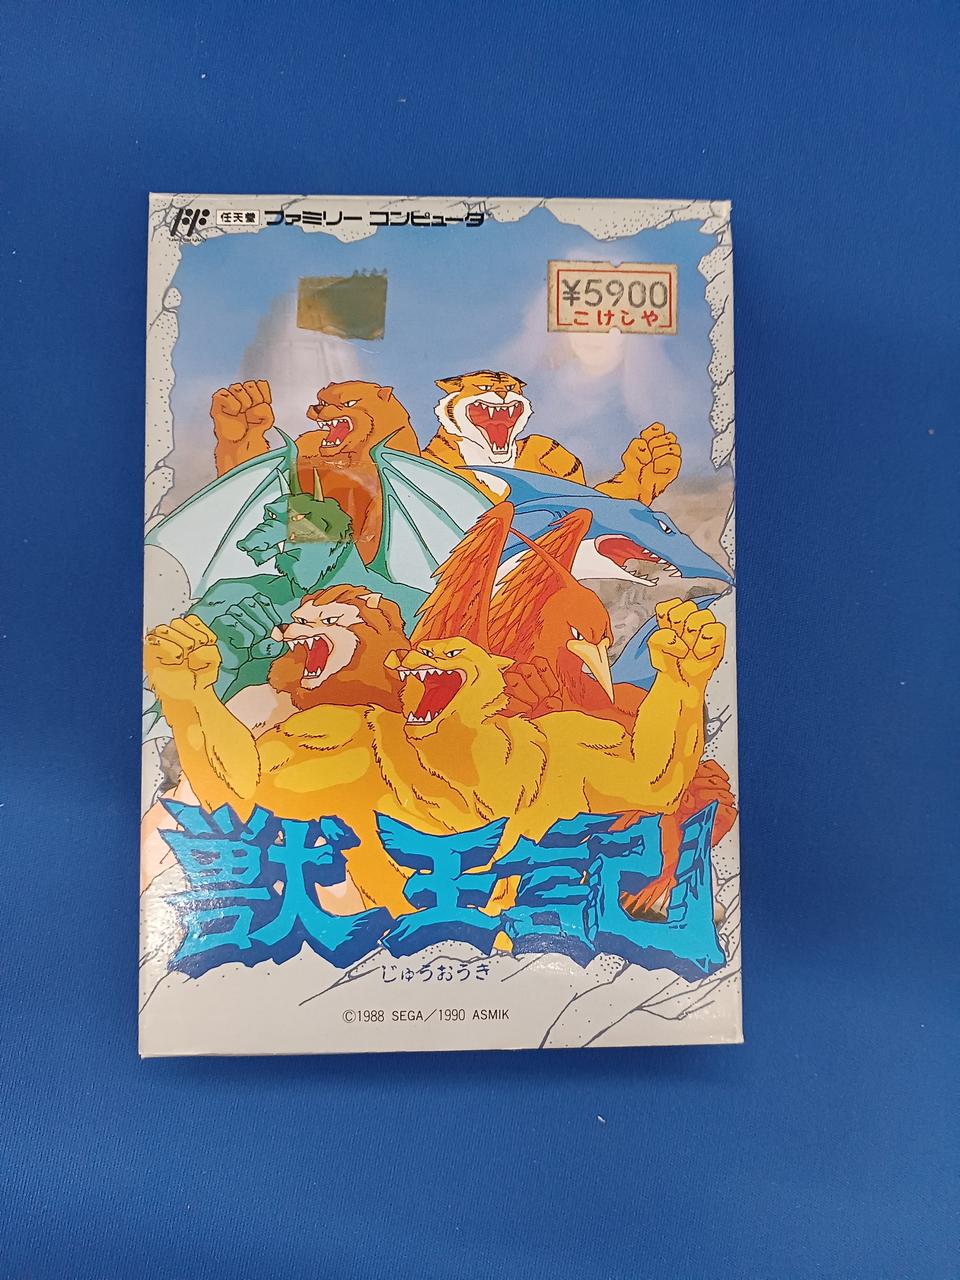 任天堂 ファミリー コンピュータ
¥5900
こけしや
獣王記
じゅうおうき
©1988 SEGA／1990 ASMIK